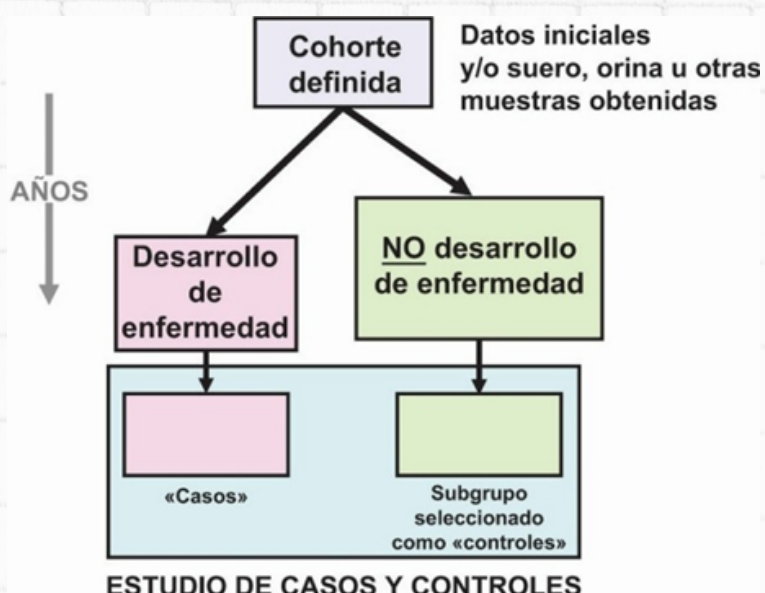 Cohorte
definida
Datos iniciales
y/o suero, orina u otras
muestras obtenidas
AÑOS
Desarrollo
de
enfermedad
NO desarrollo
de enfermedad
«Casos»
Subgrupo
seleccionado
como «controles»
ESTUDIO DE CASOS Y CONTROLES